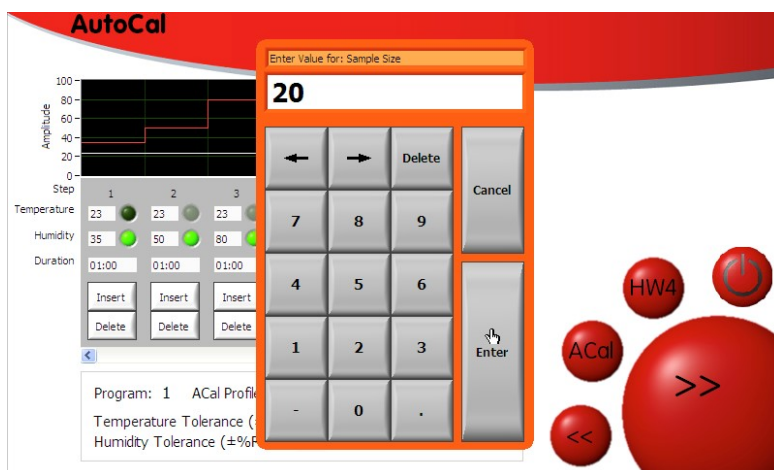 AutoCal
Enter Value for: Sample Size
20
Amplitude
100
80
60
40
20
0
Step 1 2 3
Temperature 23 23 23
Humidity 35 50 80
Duration 01:00 01:00 01:00
Insert Insert Insert
Delete Delete Delete
Delete
Cancel
7 8 9
4 5 6
1 2 3
Enter
- 0 .
Program: 1 ACal Profile
Temperature Tolerance (
Humidity Tolerance (±%
HW4
ACal
>>
<<